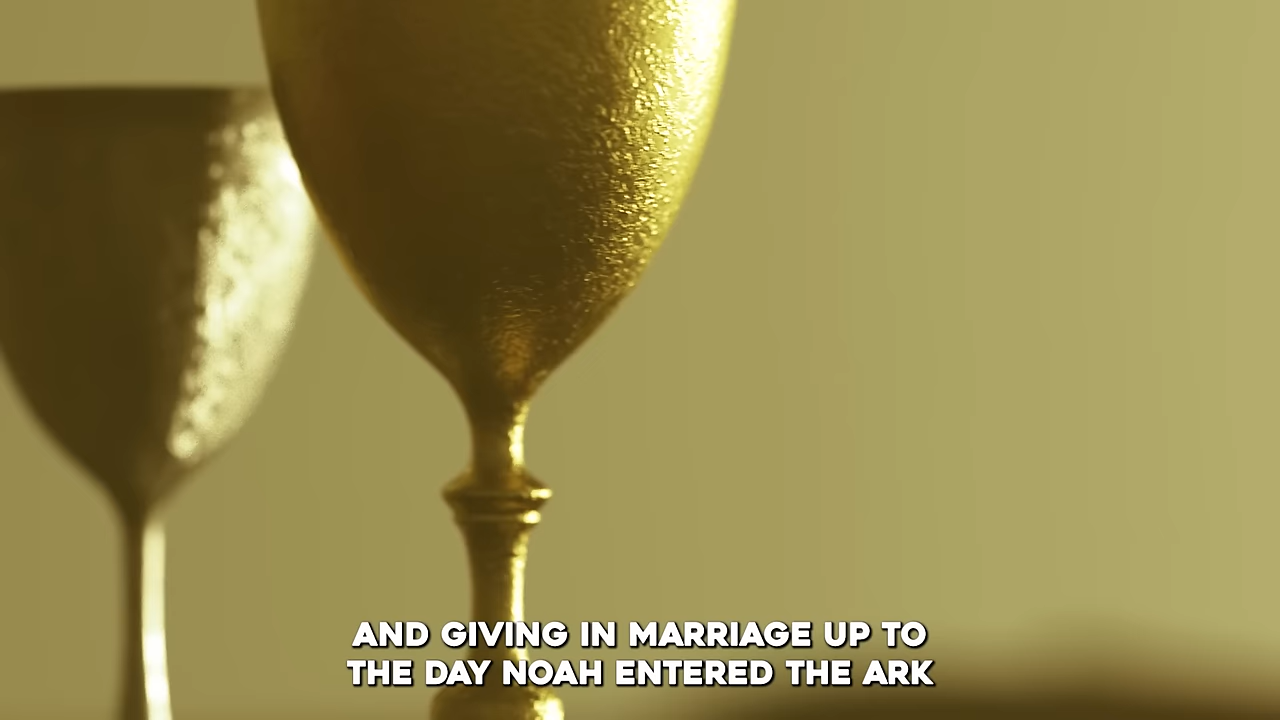 AND GIVING IN MARRIAGE UP TO
THE DAY NOAH ENTERED THE ARK